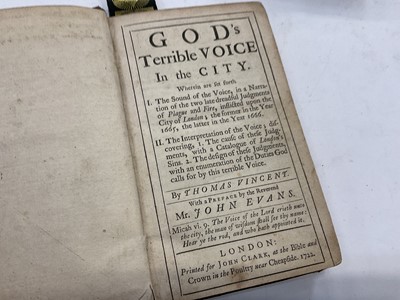 GOD's
Terrible VOICE
In the CITY.
Wherein are set forth
I. The Sound of the Voice, in a Narra-
tion of the two late dreadful Judgments
of Plague and Fire, inflicted upon the
City of London; the former in the Year
1665, the latter in the Year 1666.
II. The Interpretation of the Voice; dis-
covering, 1. The cause of these Judg-
ments, with a Catalogue of London's
Sins. 2. The design of these Judgments,
with an enumeration of the Duties God
calls for by this terrible Voice.
By THOMAS VINCENT.
With a PREFACE by the Reverend
Mr. JOHN EVANS.
Micah vi. 9. The Voice of the Lord crieth unto
the city, the man of wisdom shall see thy name:
Hear ye the rod, and who hath appointed it.
LONDON:
Printed for JOHN CLARK, at the Bible and
Crown in the Poultry near Cheapside. 1722.